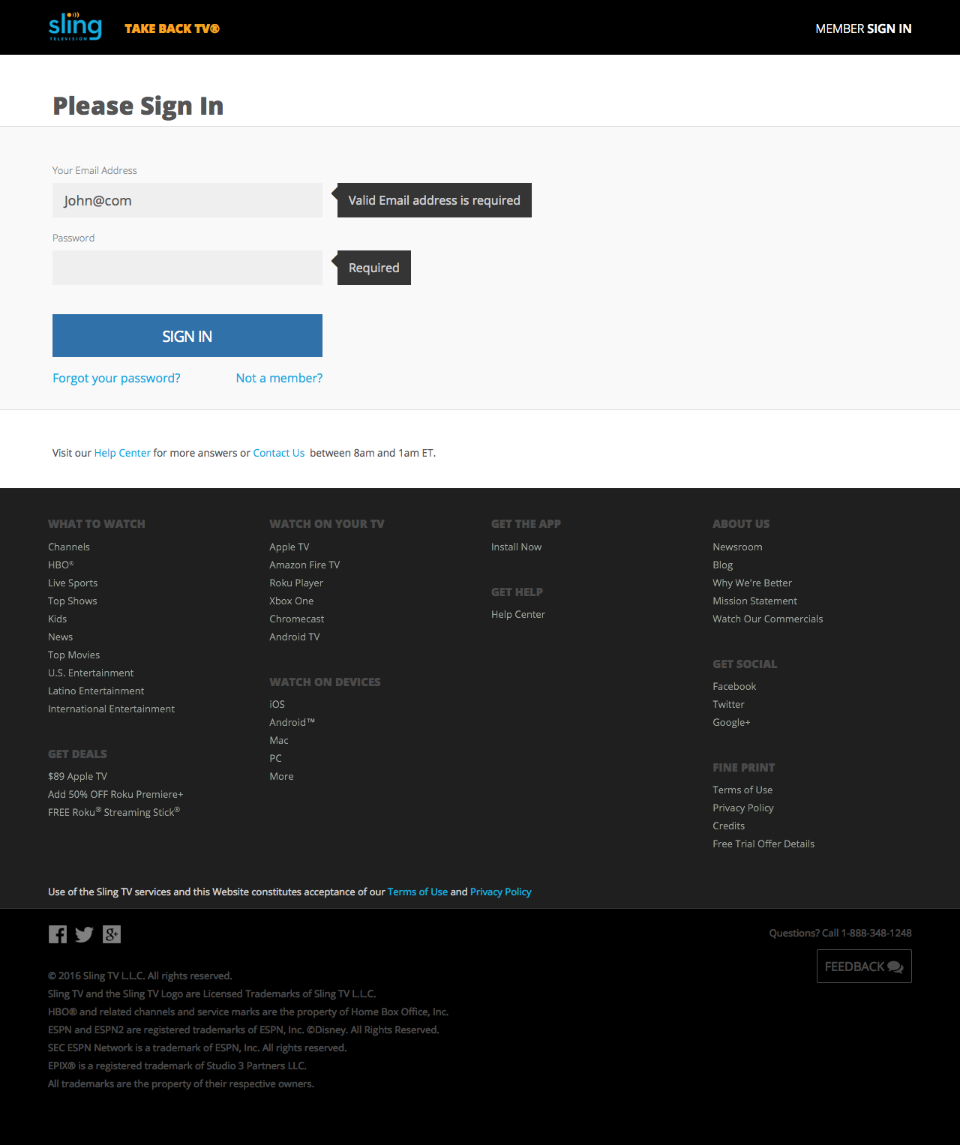 sling
TELEVISION
TAKE BACK TV®
MEMBER SIGN IN
Please Sign In
Your Email Address
John@com
Valid Email address is required
Password
Required
SIGN IN
Forgot your password?
Not a member?
Visit our Help Center for more answers or Contact Us between 8am and 1am ET.
WHAT TO WATCH
Channels
HBO®
Live Sports
Top Shows
Kids
News
Top Movies
U.S. Entertainment
Latino Entertainment
International Entertainment
GET DEALS
$89 Apple TV
Add 50% OFF Roku Premiere+
FREE Roku® Streaming Stick®
WATCH ON YOUR TV
Apple TV
Amazon Fire TV
Roku Player
Xbox One
Chromecast
Android TV
WATCH ON DEVICES
iOS
Android™
Mac
PC
More
GET THE APP
Install Now
GET HELP
Help Center
ABOUT US
Newsroom
Blog
Why We're Better
Mission Statement
Watch Our Commercials
GET SOCIAL
Facebook
Twitter
Google+
FINE PRINT
Terms of Use
Privacy Policy
Credits
Free Trial Offer Details
Use of the Sling TV services and this Website constitutes acceptance of our Terms of Use and Privacy Policy
Questions? Call 1-888-348-1248
FEEDBACK
© 2016 Sling TV L.L.C. All rights reserved.
Sling TV and the Sling TV Logo are Licensed Trademarks of Sling TV L.L.C.
HBO® and related channels and service marks are the property of Home Box Office, Inc.
ESPN and ESPN2 are registered trademarks of ESPN, Inc. ©Disney. All Rights Reserved.
SEC ESPN Network is a trademark of ESPN, Inc. All rights reserved.
EPIX® is a registered trademark of Studio 3 Partners LLC.
All trademarks are the property of their respective owners.